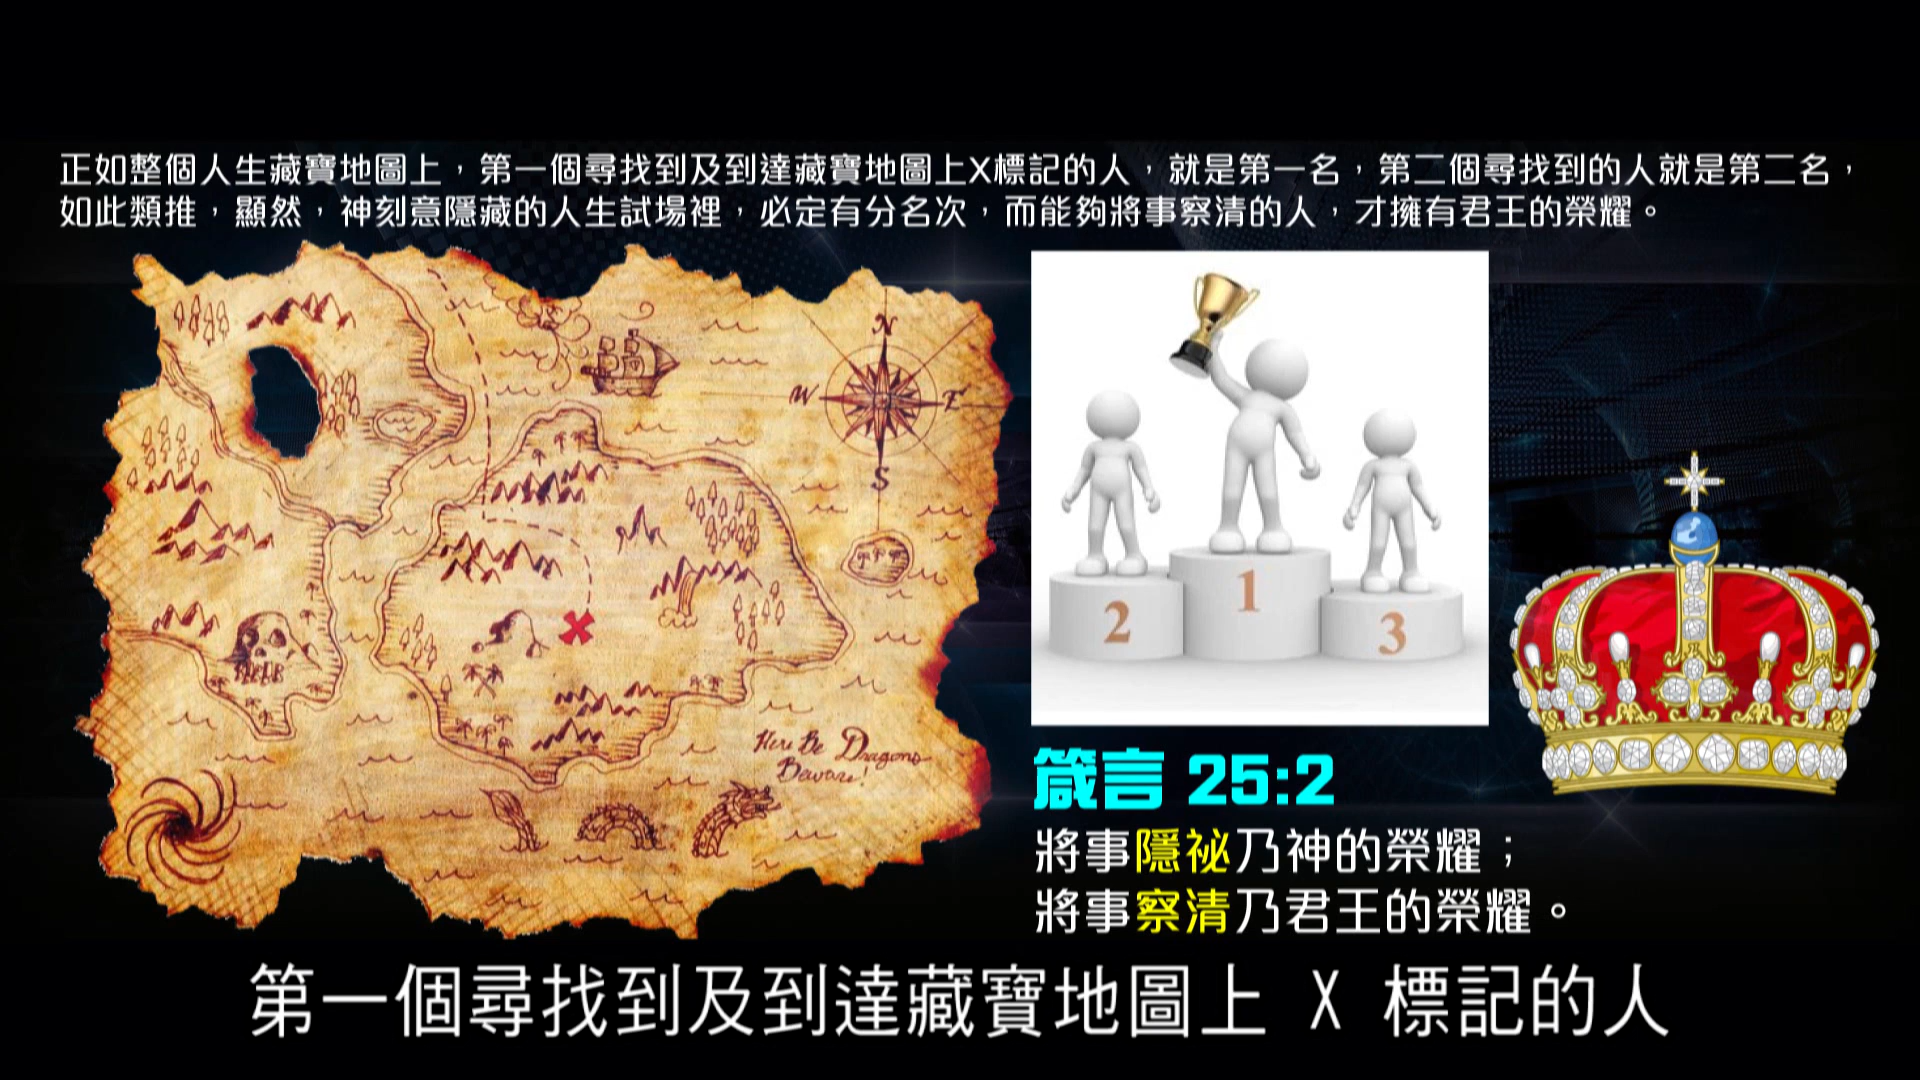 正如整個人生藏寶地圖上，第一個尋找到及到達藏寶地圖上X標記的人，就是第一名，第二個尋找到的人就是第二名，
如此類推，顯然，神刻意隱藏的人生試場裡，必定有分名次，而能夠將事察清的人，才擁有君王的榮耀。
N
W
E
S
Here Be Dragons
Beware!
1
2
3
箴言 25:2
將事隱祕乃神的榮耀；
將事察清乃君王的榮耀。
第一個尋找到及到達藏寶地圖上 X 標記的人